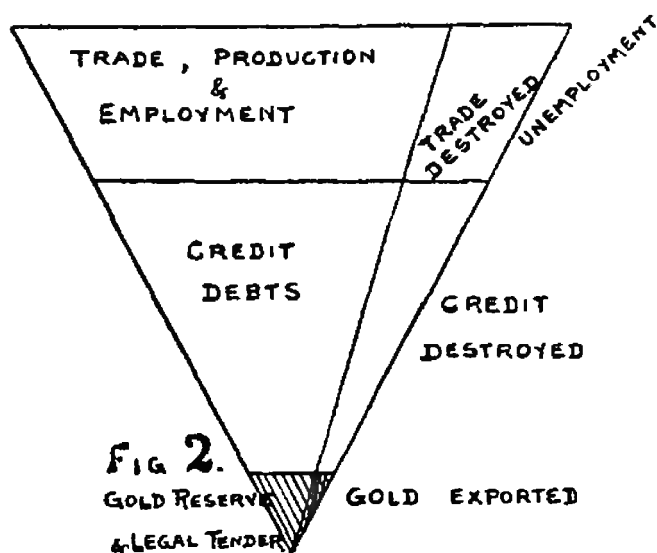 TRADE, PRODUCTION
&
EMPLOYMENT
TRADE
DESTROYED
UNEMPLOYMENT
CREDIT
DEBTS
CREDIT
DESTROYED
FIG 2.
GOLD RESERVE
& LEGAL TENDER
GOLD EXPORTED